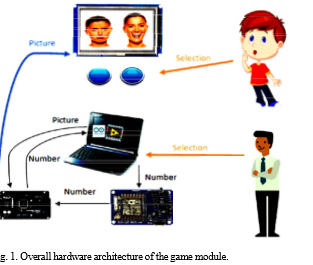 Picture
Selection
Picture
Number
Selection
Number
Number
g. 1. Overall hardware architecture of the game module.